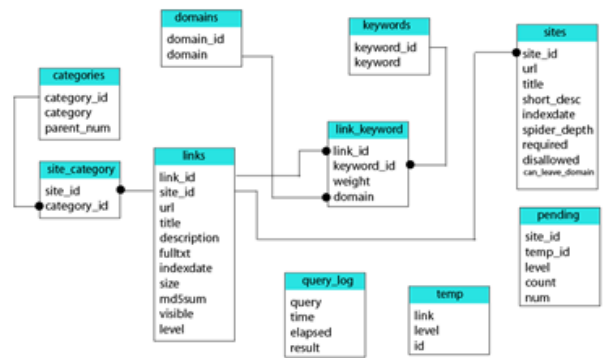 domains
domain_id
domain
keywords
keyword_id
keyword
sites
site_id
url
title
short_desc
indexdate
spider_depth
required
disallowed
can_leave_domain
categories
category_id
category
parent_num
site_category
site_id
category_id
links
link_id
site_id
url
title
description
fulltxt
indexdate
size
md5sum
visible
level
link_keyword
link_id
keyword_id
weight
domain
pending
site_id
temp_id
level
count
num
query_log
query
time
elapsed
result
temp
link
level
id